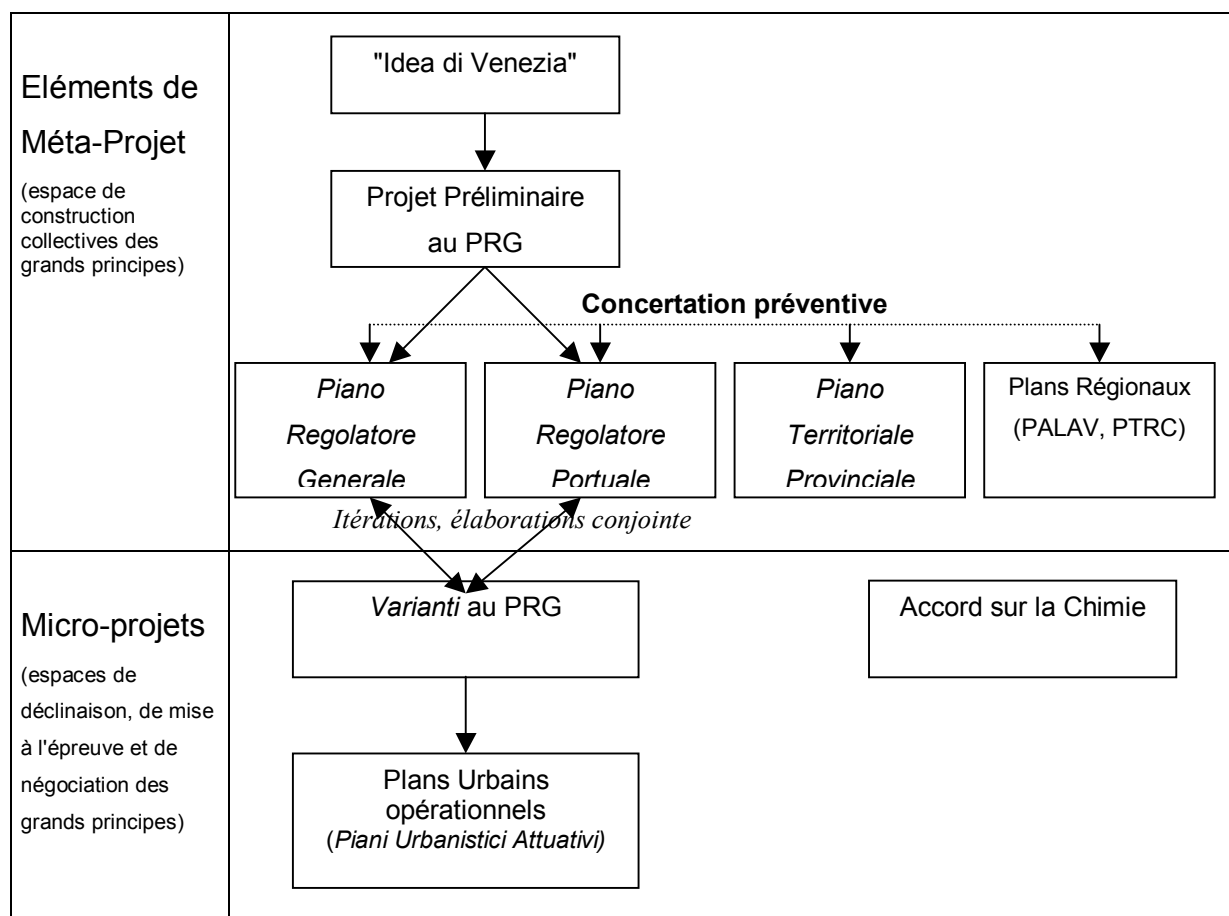 Eléments de
Méta-Projet
(espace de
construction
collectives des
grands principes)
"Idea di Venezia"
Projet Préliminaire
au PRG
Concertation préventive
Piano
Regolatore
Generale
Piano
Regolatore
Portuale
Piano
Territoriale
Provinciale
Plans Régionaux
(PALAV, PTRC)
Itérations, élaborations conjointe
Micro-projets
(espaces de
déclinaison, de mise
à l'épreuve et de
négociation des
grands principes)
Varianti au PRG
Accord sur la Chimie
Plans Urbains
opérationnels
(Piani Urbanistici Attuativi)